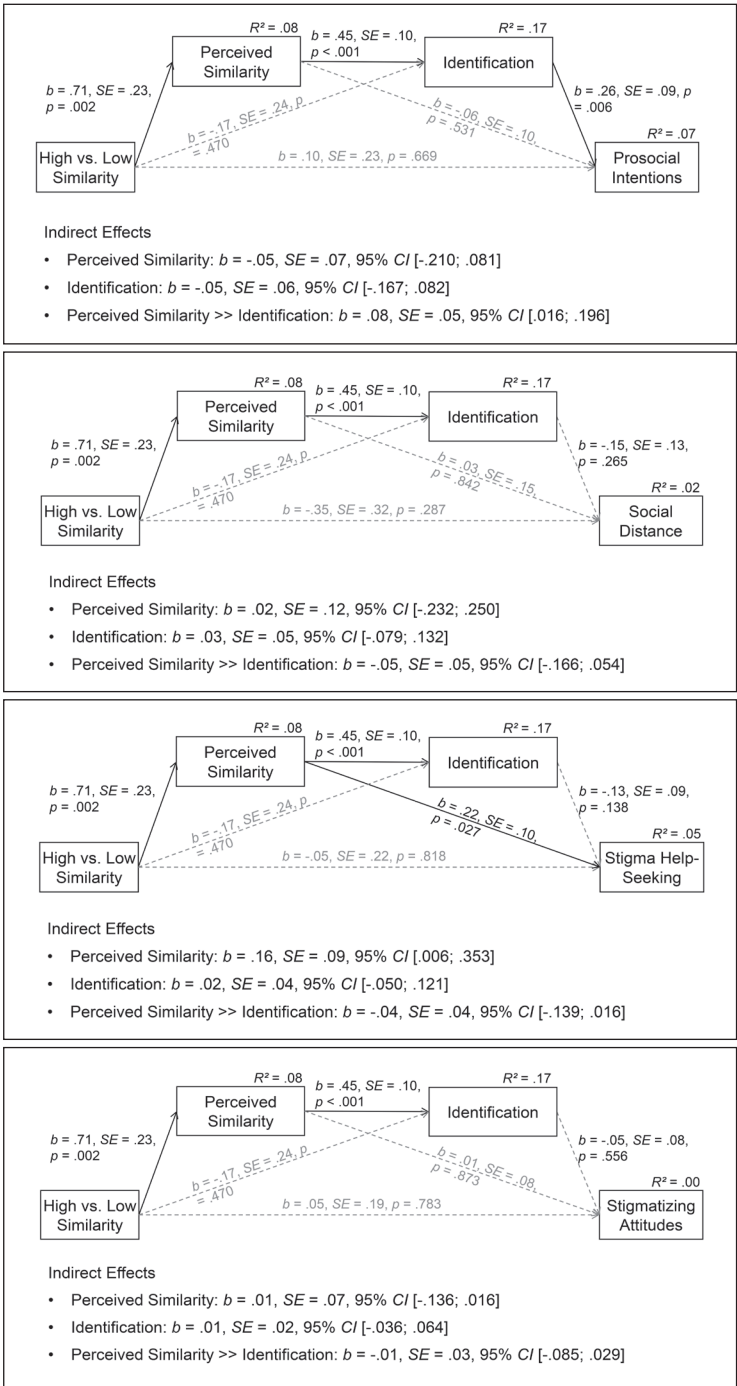 R² = .08
b = .45, SE = .10,
p < .001
R² = .17
Perceived
Similarity
Identification
b = .71, SE = .23,
p = .002
b = -.17, SE = .24, p
= .470
b = -.06, SE = .10,
p = .531
b = .26, SE = .09, p
= .006
R² = .07
High vs. Low
Similarity
b = .10, SE = .23, p = .669
Prosocial
Intentions
Indirect Effects
• Perceived Similarity: b = -.05, SE = .07, 95% CI [-.210; .081]
• Identification: b = -.05, SE = .06, 95% CI [-.167; .082]
• Perceived Similarity >> Identification: b = .08, SE = .05, 95% CI [.016; .196]
R² = .08
b = .45, SE = .10,
p < .001
R² = .17
Perceived
Similarity
Identification
b = .71, SE = .23,
p = .002
b = -.17, SE = .24, p
= .470
b = .03, SE = .15,
p = .842
b = -.15, SE = .13,
p = .265
R² = .02
High vs. Low
Similarity
b = -.35, SE = .32, p = .287
Social
Distance
Indirect Effects
• Perceived Similarity: b = .02, SE = .12, 95% CI [-.232; .250]
• Identification: b = .03, SE = .05, 95% CI [-.079; .132]
• Perceived Similarity >> Identification: b = -.05, SE = .05, 95% CI [-.166; .054]
R² = .08
b = .45, SE = .10,
p < .001
R² = .17
Perceived
Similarity
Identification
b = .71, SE = .23,
p = .002
b = -.17, SE = .24, p
= .470
b = .22, SE = .10,
p = .027
b = -.13, SE = .09,
p = .138
R² = .05
High vs. Low
Similarity
b = -.05, SE = .22, p = .818
Stigma Help-
Seeking
Indirect Effects
• Perceived Similarity: b = .16, SE = .09, 95% CI [.006; .353]
• Identification: b = .02, SE = .04, 95% CI [-.050; .121]
• Perceived Similarity >> Identification: b = -.04, SE = .04, 95% CI [-.139; .016]
R² = .08
b = .45, SE = .10,
p < .001
R² = .17
Perceived
Similarity
Identification
b = .71, SE = .23,
p = .002
b = -.17, SE = .24, p
= .470
b = .01, SE = .08,
p = .873
b = -.05, SE = .08,
p = .556
R² = .00
High vs. Low
Similarity
b = .05, SE = .19, p = .783
Stigmatizing
Attitudes
Indirect Effects
• Perceived Similarity: b = .01, SE = .07, 95% CI [-.136; .016]
• Identification: b = .01, SE = .02, 95% CI [-.036; .064]
• Perceived Similarity >> Identification: b = -.01, SE = .03, 95% CI [-.085; .029]